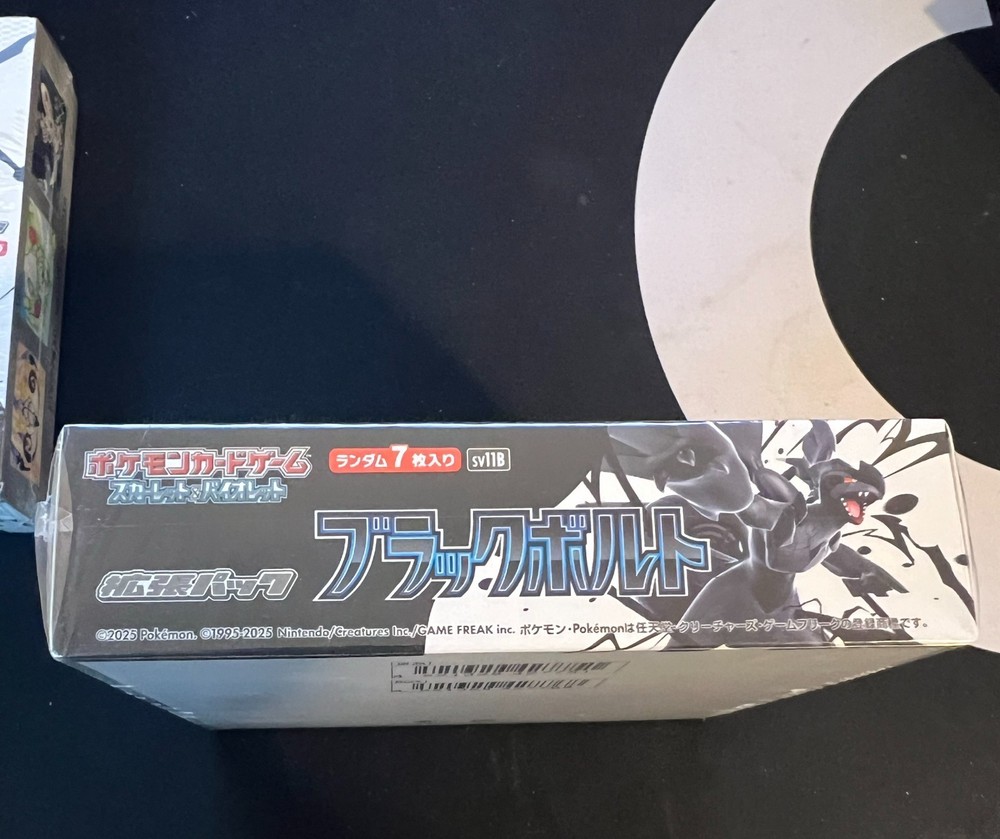 ポケモンカードゲーム
スカーレット&バイオレット
ランダム7枚入り
sv11B
ブラックボルト
拡張パック
©2025 Pokémon. ©1995-2025 Nintendo/Creatures Inc./GAME FREAK inc. ポケモン・Pokémonは任天堂・クリーチャーズ・ゲームフリークの登録商標です。